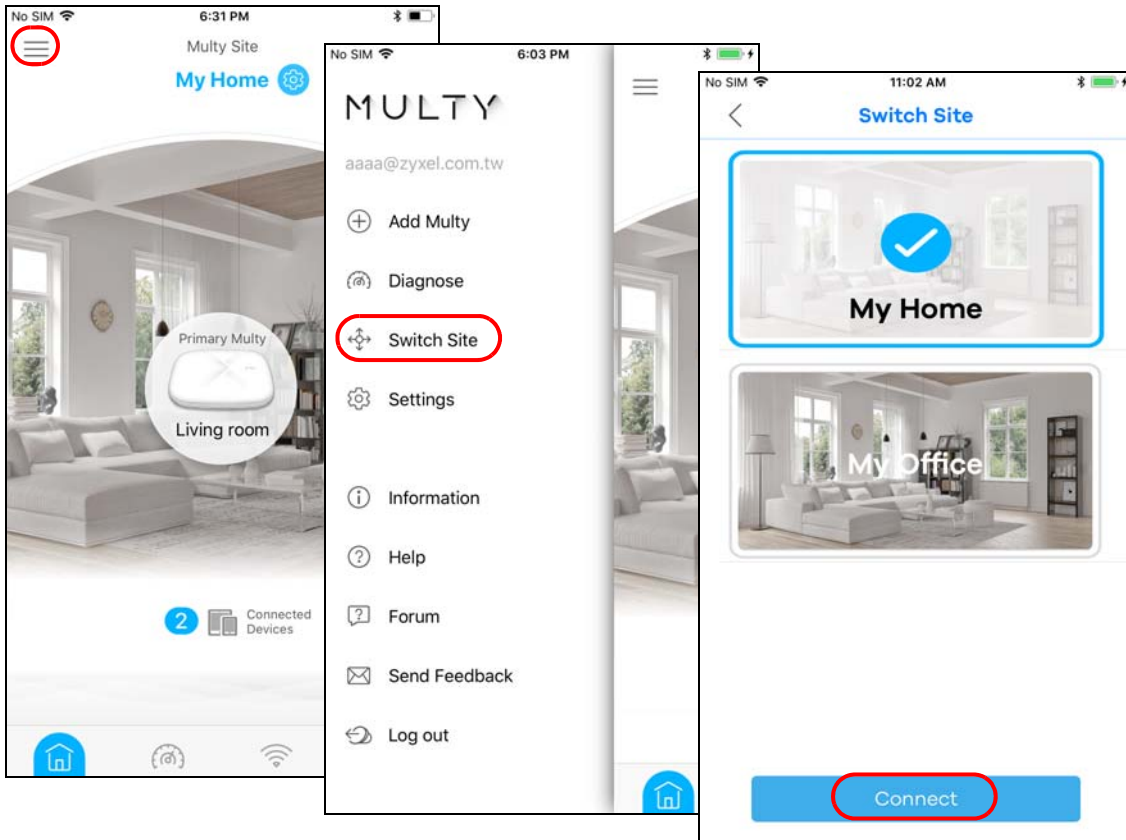 No SIM 6:31 PM
Multy Site
My Home
Primary Multy
Living room
2 Connected
Devices
No SIM 6:03 PM
MULTY
aaaa@zyxel.com.tw
Add Multy
Diagnose
Switch Site
Settings
Information
Help
Forum
Send Feedback
Log out
No SIM 11:02 AM
Switch Site
My Home
My Office
Connect